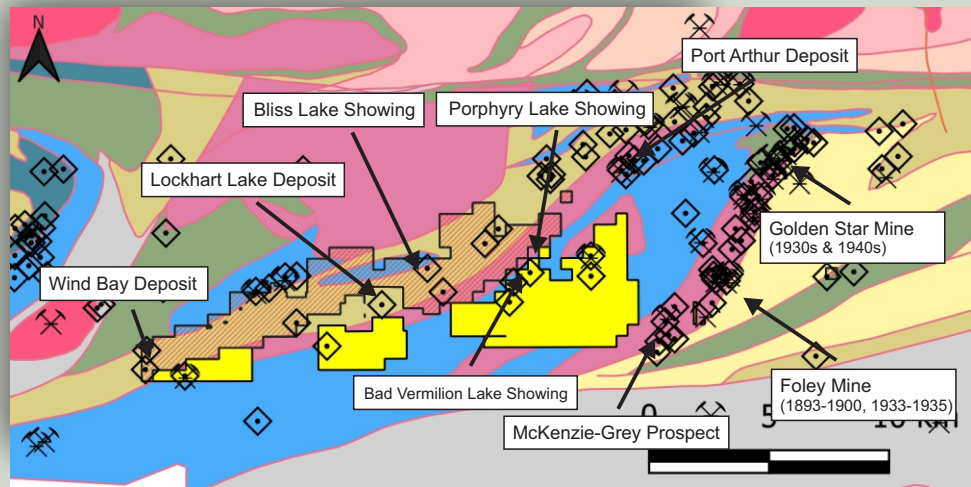 N
Port Arthur Deposit
Bliss Lake Showing
Porphyry Lake Showing
Lockhart Lake Deposit
Golden Star Mine
(1930s & 1940s)
Wind Bay Deposit
Bad Vermilion Lake Showing
Foley Mine
(1893-1900, 1933-1935)
McKenzie-Grey Prospect
0 5 10 km